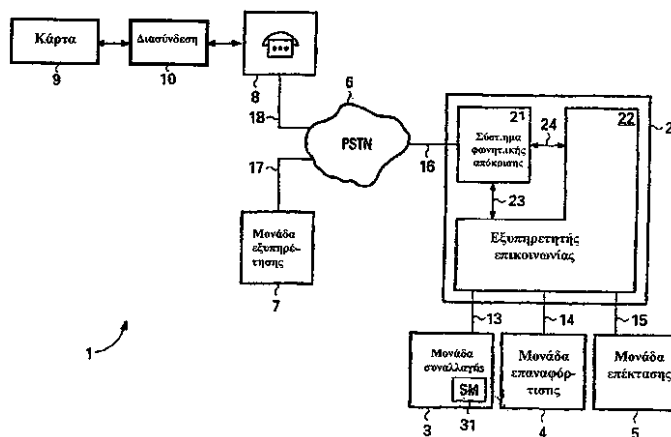 Κάρτα
9
Διασύνδεση
10
8
18
6
PSTN
17
16
Μονάδα
εξυπηρέ-
τησης
7
21
Σύστημα
φωνητικής
απόκρισης
24
22
2
23
Εξυπηρετητής
επικοινωνίας
13
14
15
Μονάδα
συναλλαγής
SM
31
3
Μονάδα
επαναφόρ-
τισης
4
Μονάδα
επέκτασης
5
1